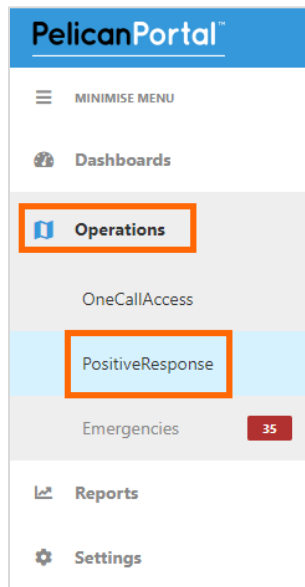 PelicanPortal™
MINIMISE MENU
Dashboards
Operations
OneCallAccess
PositiveResponse
Emergencies 35
Reports
Settings